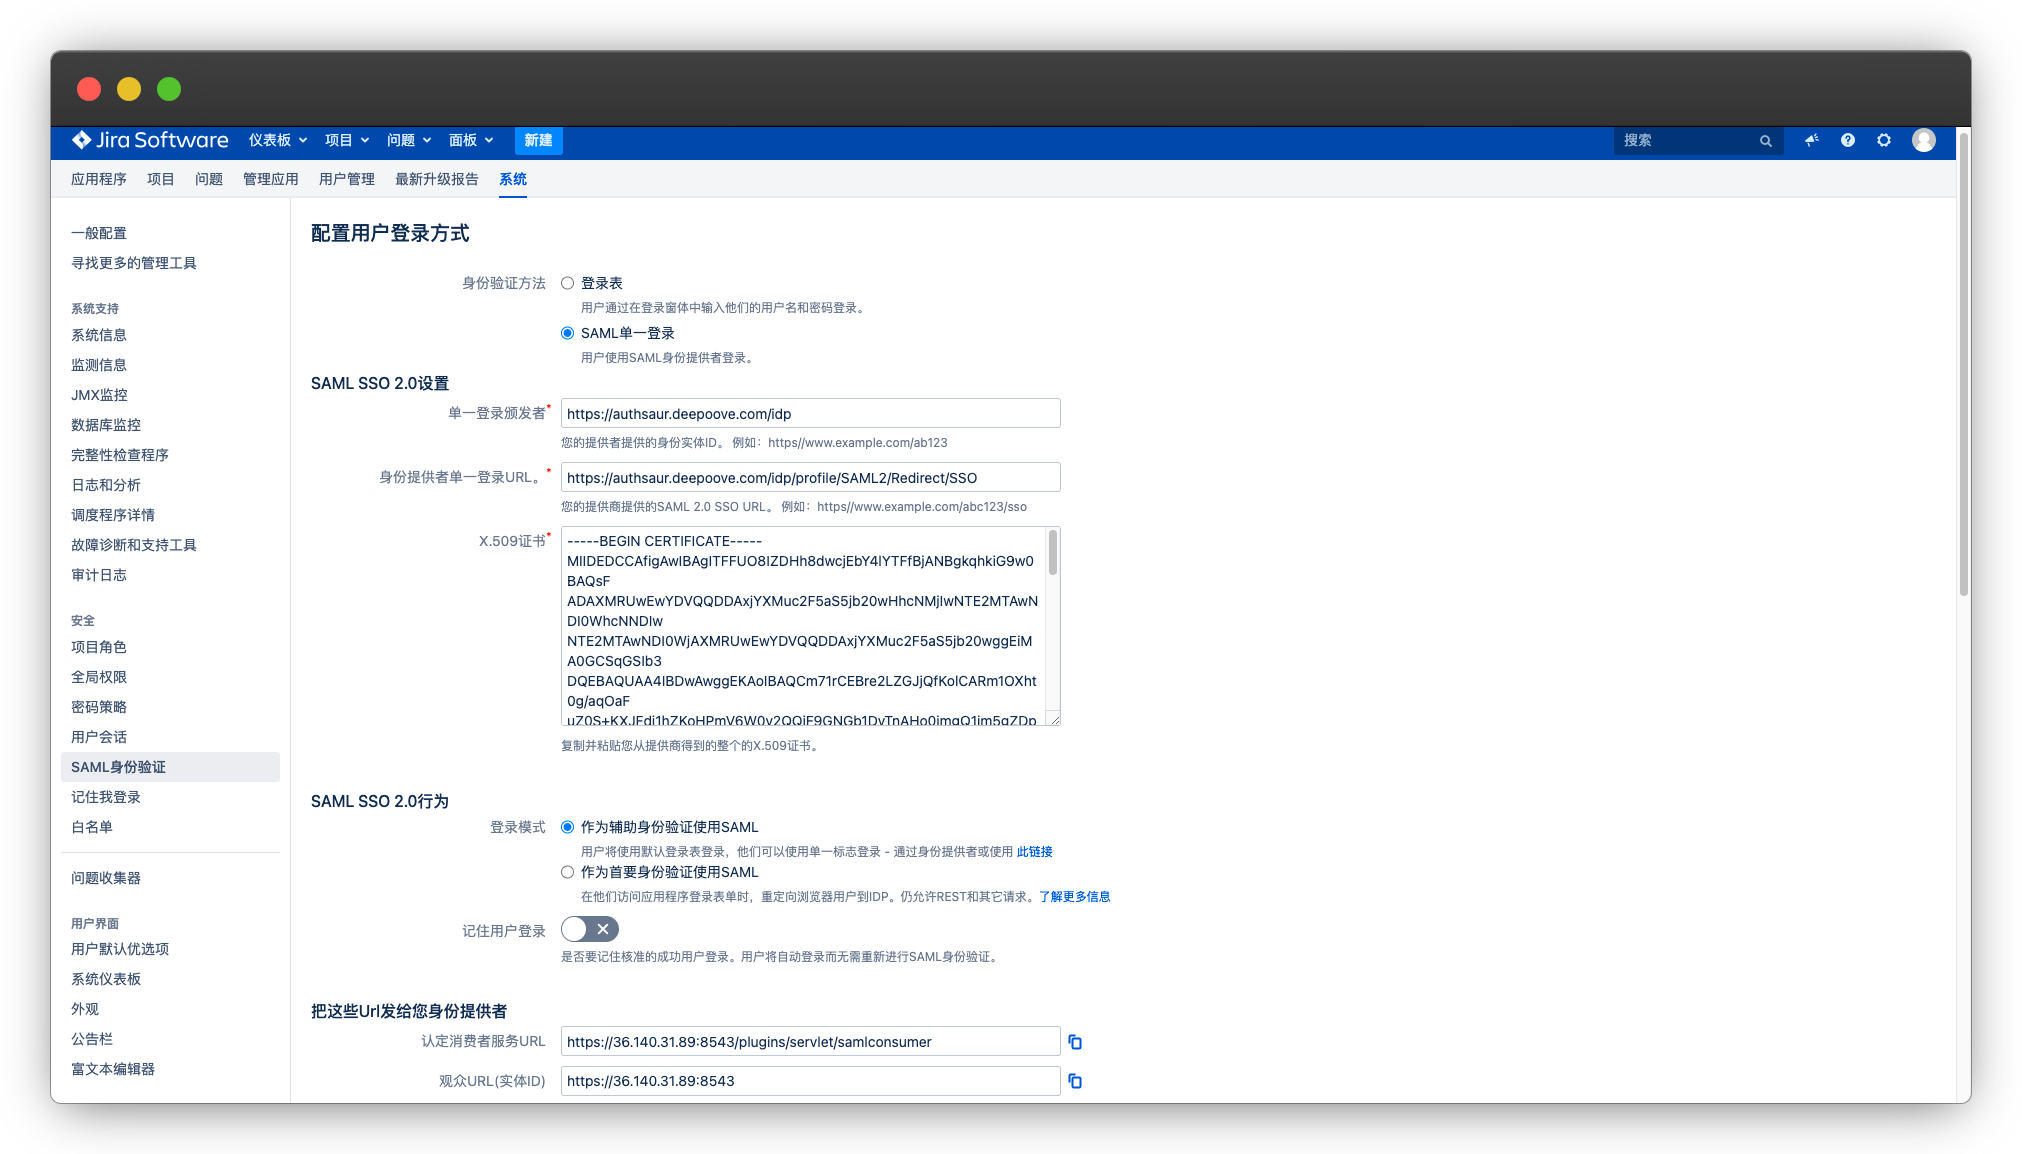 Jira Software 仪表板 项目 问题 面板 新建 搜索
应用程序 项目 问题 管理应用 用户管理 最新升级报告 系统
一般配置
寻找更多的管理工具
系统支持
系统信息
监测信息
JMX监控
数据库监控
完整性检查程序
日志和分析
调度程序详情
故障诊断和支持工具
审计日志
安全
项目角色
全局权限
密码策略
用户会话
SAML身份验证
记住我登录
白名单
问题收集器
用户界面
用户默认优选项
系统仪表板
外观
公告栏
富文本编辑器
配置用户登录方式
身份验证方法 登录表
用户通过在登录窗体中输入他们的用户名和密码登录。
SAML单一登录
用户使用SAML身份提供者登录。
SAML SSO 2.0设置
单一登录颁发者* https://authsaur.deepoove.com/idp
您的提供者提供的身份实体ID。 例如：https//www.example.com/ab123
身份提供者单一登录URL。* https://authsaur.deepoove.com/idp/profile/SAML2/Redirect/SSO
您的提供商提供的SAML 2.0 SSO URL。 例如：https//www.example.com/abc123/sso
X.509证书* -----BEGIN CERTIFICATE-----
MIIDEDCCAfigAwIBAgITFFUO8IZDHh8dwcjEbY4lYTFfBjANBgkqhkiG9w0
BAQsF
ADAXMRUwEwYDVQQDDAxjYXMuc2F5aS5jb20wHhcNMjIwNTE2MTAwN
DI0WhcNNDIw
NTE2MTAwNDI0WjAXMRUwEwYDVQQDDAxjYXMuc2F5aS5jb20wggEiM
A0GCSqGSIb3
DQEBAQUAA4IBDwAwggEKAoIBAQCm71rCEBre2LZGJjQfKolCARm1OXht
0g/aqOaF
复制并粘贴您从提供商得到的整个的X.509证书。
SAML SSO 2.0行为
登录模式 作为辅助身份验证使用SAML
用户将使用默认登录表登录，他们可以使用单一标志登录 - 通过身份提供者或使用 此链接
作为首要身份验证使用SAML
在他们访问应用程序登录表单时，重定向浏览器用户到IDP。仍允许REST和其它请求。了解更多信息
记住用户登录
是否要记住核准的成功用户登录。用户将自动登录而无需重新进行SAML身份验证。
把这些Url发给您身份提供者
认定消费者服务URL https://36.140.31.89:8543/plugins/servlet/samlconsumer
观众URL(实体ID) https://36.140.31.89:8543